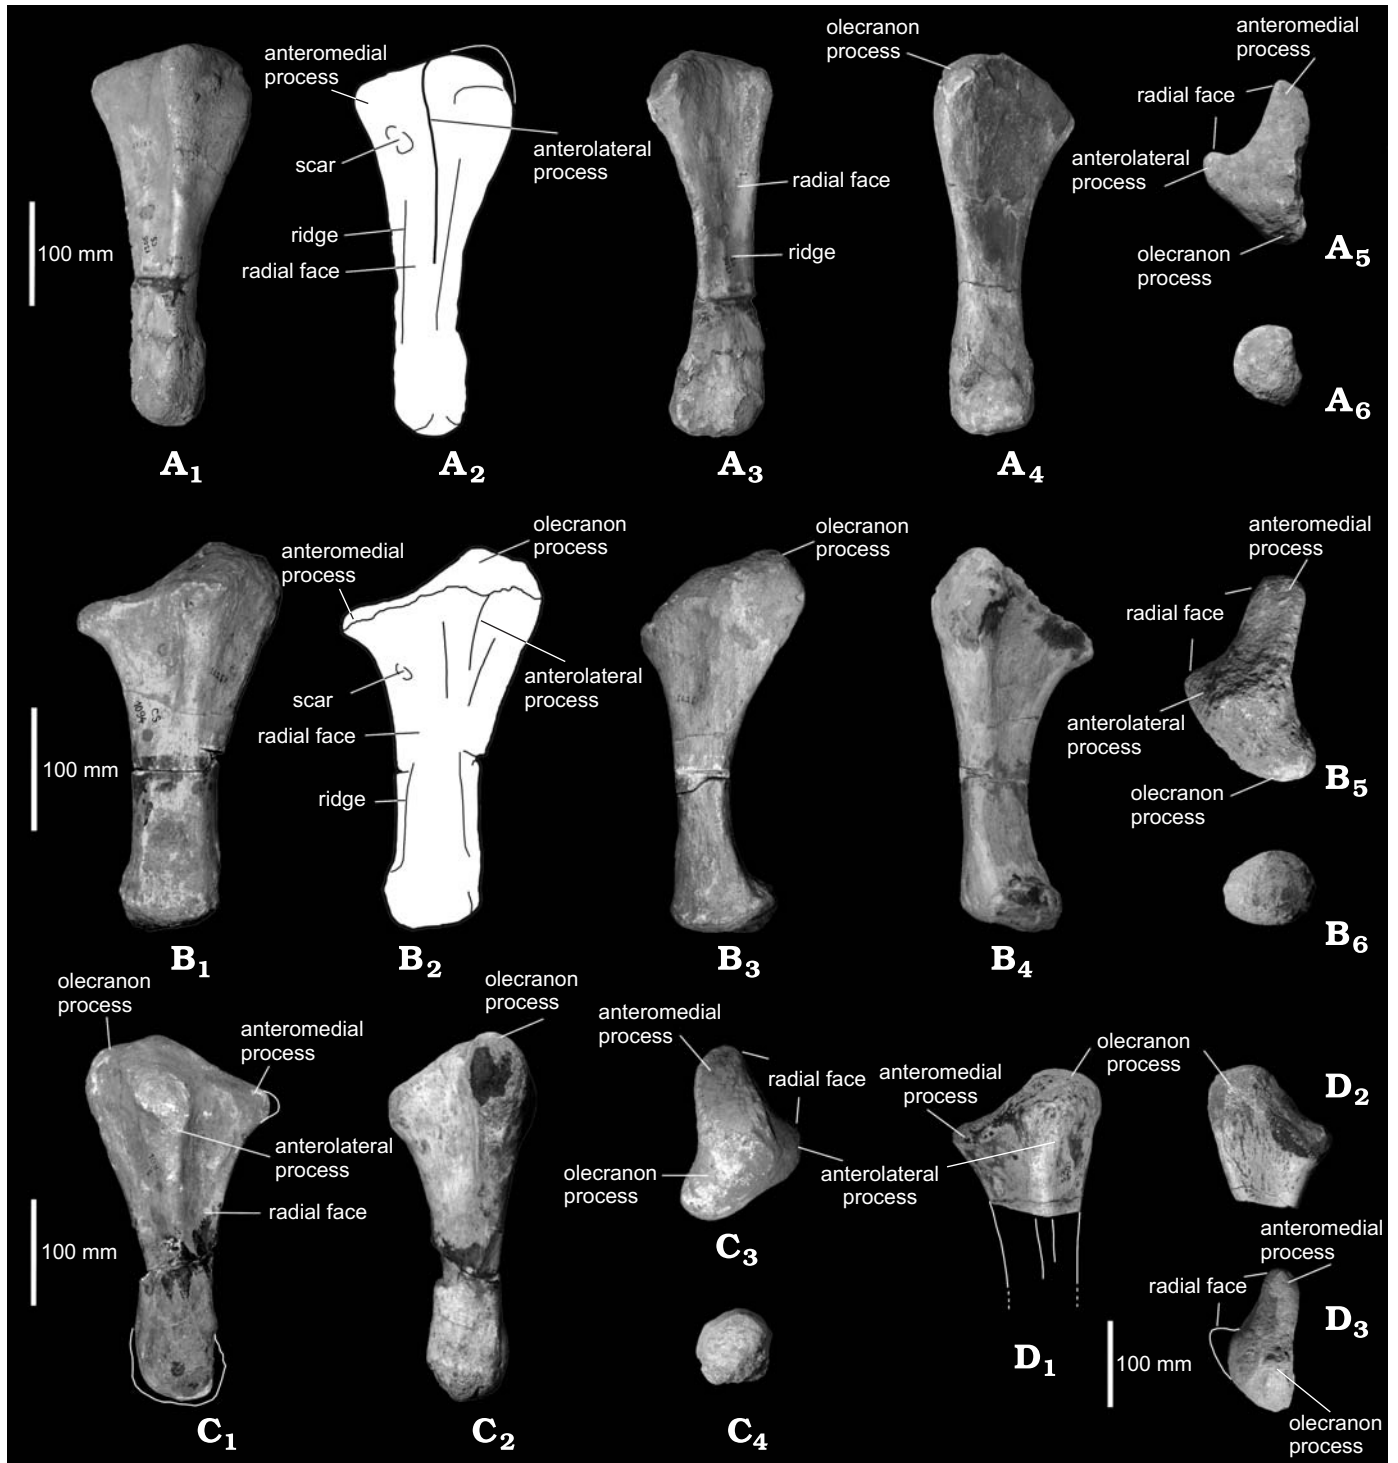 anteromedial
process
scar
ridge
radial face
anterolateral
process
100 mm
radial face
ridge
olecranon
process
anteromedial
process
radial face
anterolateral
process
olecranon
process
A5
A6
A1
A2
A3
A4
olecranon
process
anteromedial
process
scar
radial face
ridge
anterolateral
process
100 mm
olecranon
process
anteromedial
process
radial face
anterolateral
process
olecranon
process
B5
B6
B1
B2
B3
B4
olecranon
process
anteromedial
process
anterolateral
process
radial face
100 mm
olecranon
process
anteromedial
process
radial face
olecranon
process
anterolateral
process
C3
C1
C2
C4
anteromedial
process
olecranon
process
D2
anteromedial
process
radial face
D3
D1
100 mm
olecranon
process